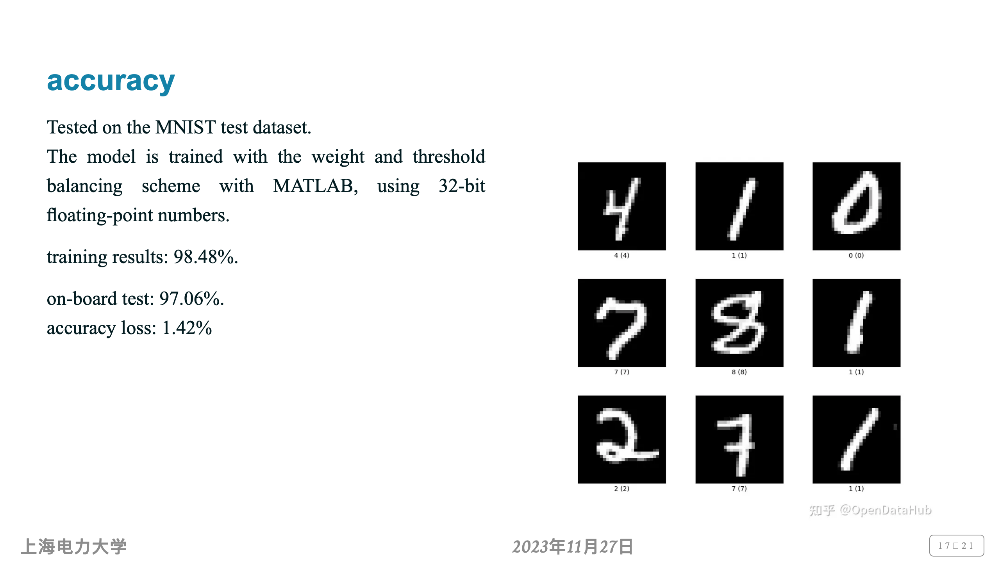 accuracy
Tested on the MNIST test dataset.
The model is trained with the weight and threshold
balancing scheme with MATLAB, using 32-bit
floating-point numbers.
training results: 98.48%.
on-board test: 97.06%.
accuracy loss: 1.42%
4 (4)
1 (1)
0 (0)
7 (7)
8 (8)
1 (1)
2 (2)
7 (7)
1 (1)
知乎 @OpenDataHub
上海电力大学
2023年11月27日
17□21